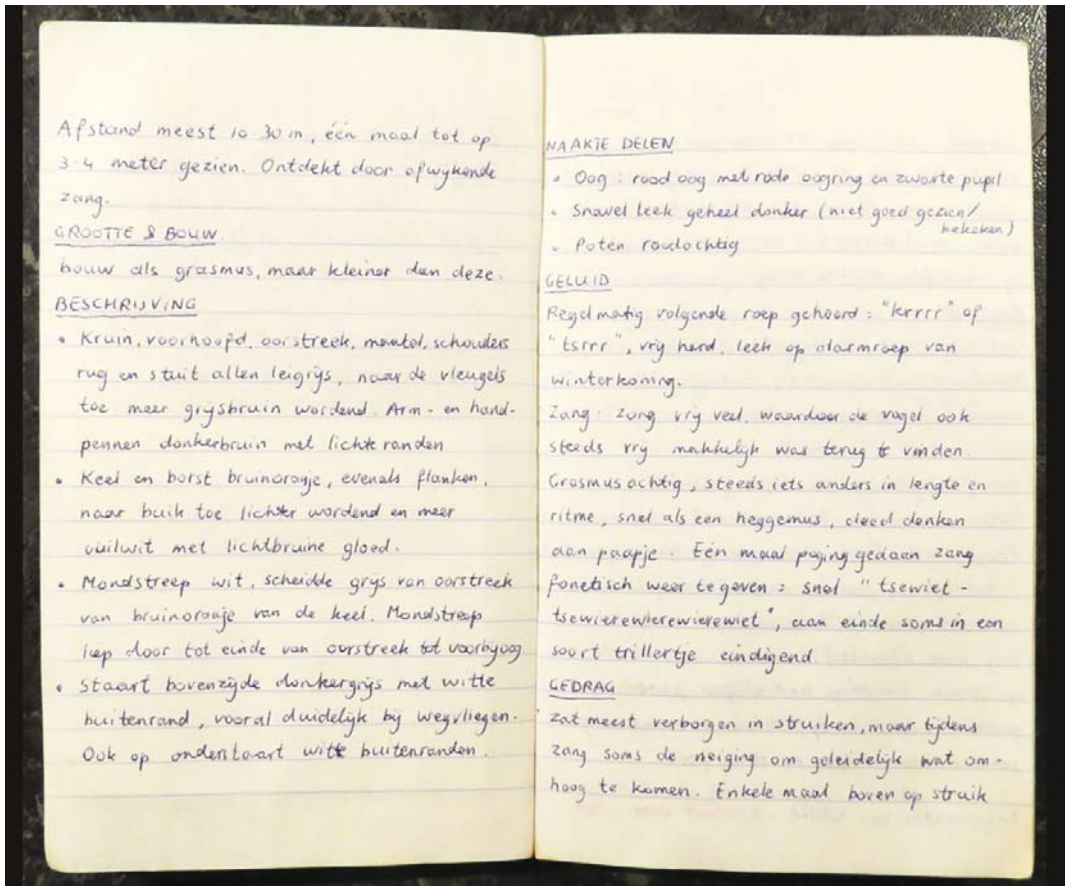 Afstand meest 10-30 m, één maal tot op
3-4 meter gezien. Ontdekt door afwijkende
zang.
GROOTTE & BOUW
bouw als grasmus, maar kleiner dan deze.
BESCHRIJVING
• Kruin, voorhoofd, oorstreek, mantel, schouders
rug en stuit allen leigrijs, naar de vleugels
toe meer grijsbruin wordend. Arm- en hand-
pennen donkerbruin met lichte randen
• Keel en borst bruinoranje, evenals flanken,
naar buik toe lichter wordend en meer
vuilwit met lichtbruine gloed.
• Mondstreep wit, scheidde grijs van oorstreek
van bruinoranje van de keel. Mondstreep
liep door tot einde van oorstreek tot voorbij oog
• Staart bovenzijde donkergrijs met witte
buitenrand, vooral duidelijk bij wegvliegen.
Ook op onderstaart witte buitenranden.
NAAKTE DELEN
• Oog: rood oog met rode oogring en zwarte pupil
• Snavel leek geheel donker (niet goed gezien/
bekeken)
• Poten roodachtig
GELUID
Regelmatig volgende roep gehoord: "krrrr" of
"tsrrr", vrij hard, leek op alarmroep van
winterkoning.
Zang: zong vrij veel, waardoor de vogel ook
steeds vrij makkelijk was terug te vinden.
Grasmusachtig, steeds iets anders in lengte en
ritme, snel als een heggemus, deed denken
aan paapje. Eén maal poging gedaan zang
fonetisch weer te geven: snel "tsewiet-
tsewierewierewierewiet", aan einde soms in een
soort trillertje eindigend.
GEDRAG
zat meest verborgen in struiken, maar tijdens
zang soms de neiging om geleidelijk wat om-
hoog te komen. Enkele maal boven op struik